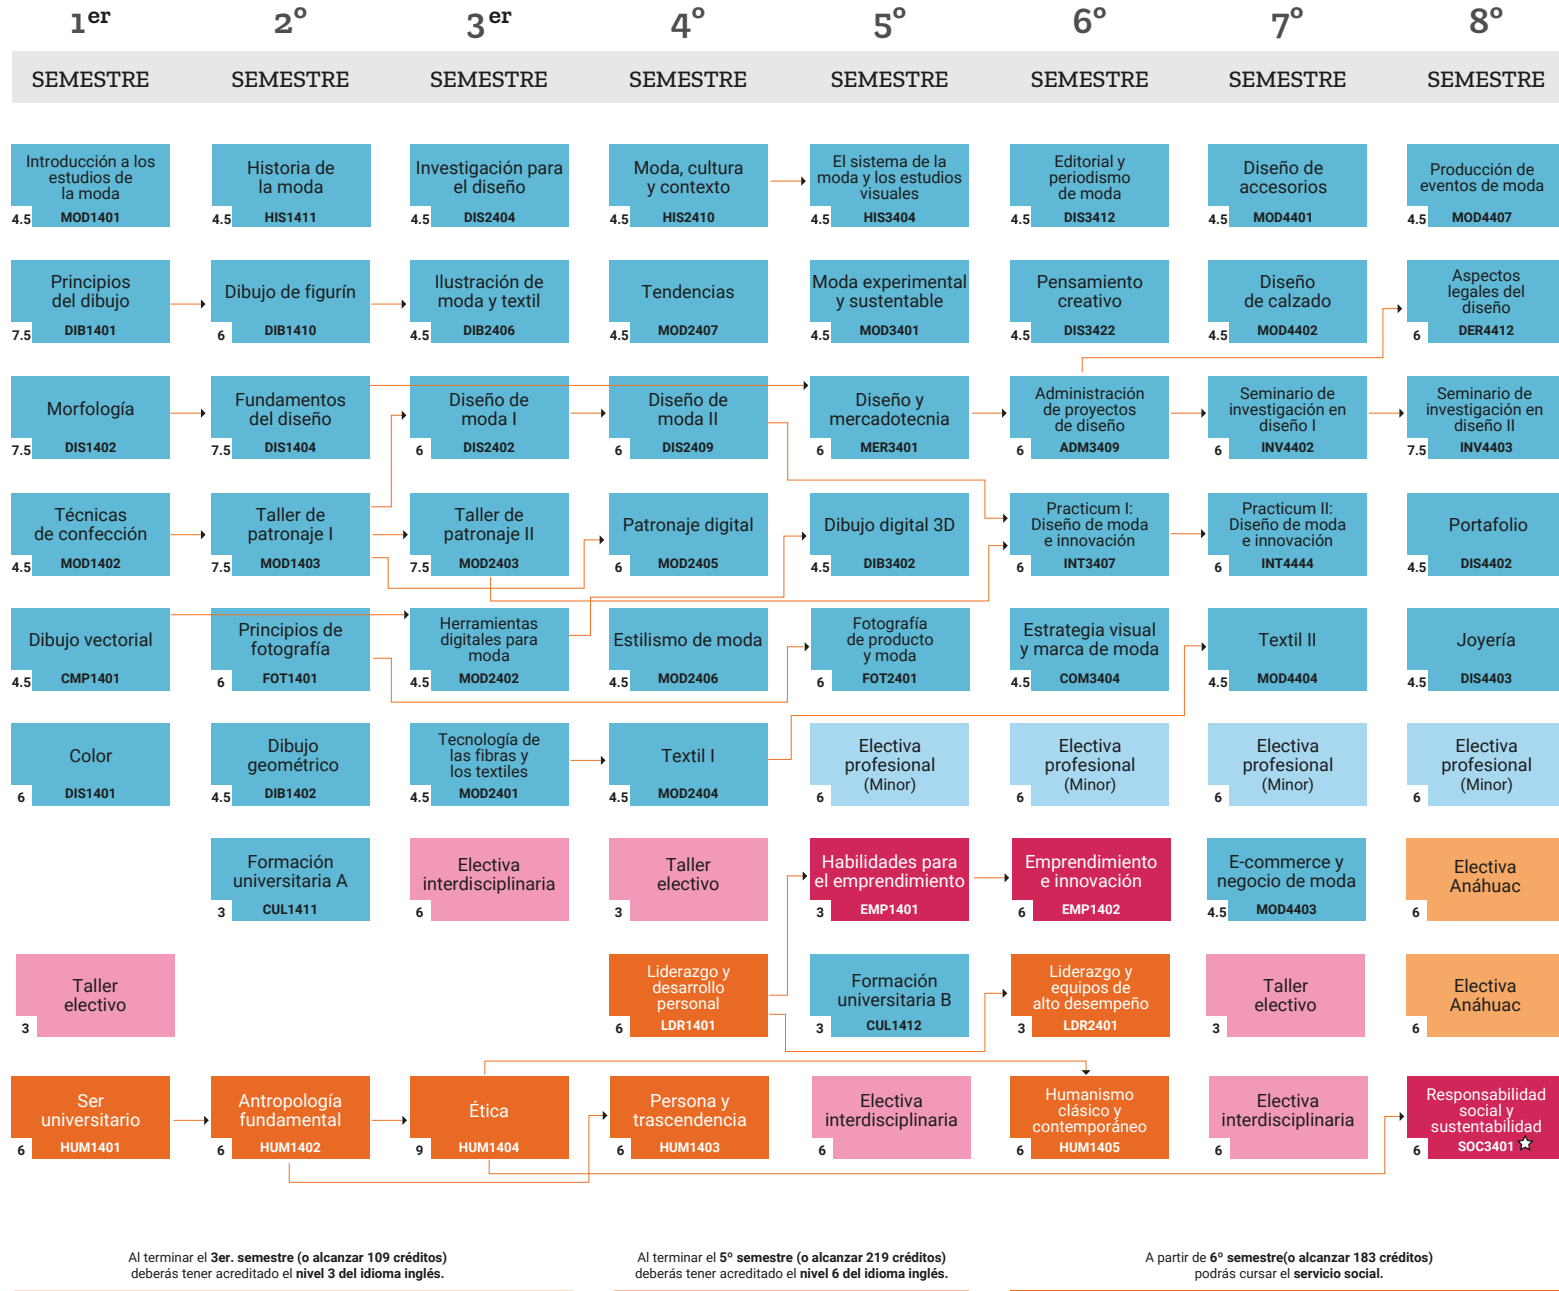 1er 2º 3er 4º 5º 6º 7º 8º
SEMESTRE SEMESTRE SEMESTRE SEMESTRE SEMESTRE SEMESTRE SEMESTRE SEMESTRE
Introducción a los
estudios de
la moda
4.5 MOD1401
Historia de
la moda
4.5 HIS1411
Investigación para
el diseño
4.5 DIS2404
Moda, cultura
y contexto
4.5 HIS2410
El sistema de la
moda y los estudios
visuales
4.5 HIS3404
Editorial y
periodismo
de moda
4.5 DIS3412
Diseño de
accesorios
4.5 MOD4401
Producción de
eventos de moda
4.5 MOD4407
Principios
del dibujo
7.5 DIB1401
Dibujo de figurín
6 DIB1410
Ilustración de
moda y textil
4.5 DIB2406
Tendencias
4.5 MOD2407
Moda experimental
y sustentable
4.5 MOD3401
Pensamiento
creativo
4.5 DIS3422
Diseño
de calzado
4.5 MOD4402
Aspectos
legales del
diseño
6 DER4412
Morfología
7.5 DIS1402
Fundamentos
del diseño
7.5 DIS1404
Diseño de
moda I
6 DIS2402
Diseño de
moda II
6 DIS2409
Diseño y
mercadotecnia
6 MER3401
Administración
de proyectos
de diseño
6 ADM3409
Seminario de
investigación en
diseño I
6 INV4402
Seminario de
investigación en
diseño II
7.5 INV4403
Técnicas
de confección
4.5 MOD1402
Taller de
patronaje I
7.5 MOD1403
Taller de
patronaje II
7.5 MOD2403
Patronaje digital
6 MOD2405
Dibujo digital 3D
4.5 DIB3402
Practicum I:
Diseño de moda
e innovación
6 INT3407
Practicum II:
Diseño de moda
e innovación
6 INT4444
Portafolio
4.5 DIS4402
Dibujo vectorial
4.5 CMP1401
Principios de
fotografía
6 FOT1401
Herramientas
digitales para
moda
4.5 MOD2402
Estilismo de moda
4.5 MOD2406
Fotografía
de producto
y moda
6 FOT2401
Estrategia visual
y marca de moda
4.5 COM3404
Textil II
4.5 MOD4404
Joyería
4.5 DIS4403
Color
6 DIS1401
Dibujo
geométrico
4.5 DIB1402
Tecnología de
las fibras y
los textiles
4.5 MOD2401
Textil I
4.5 MOD2404
Electiva
profesional
(Minor)
6
Electiva
profesional
(Minor)
6
Electiva
profesional
(Minor)
6
Electiva
profesional
(Minor)
6
Formación
universitaria A
3 CUL1411
Electiva
interdisciplinaria
6
Taller
electivo
3
Habilidades para
el emprendimiento
3 EMP1401
Emprendimiento
e innovación
6 EMP1402
E-commerce y
negocio de moda
4.5 MOD4403
Electiva
Anáhuac
6
Taller
electivo
3
Liderazgo y
desarrollo
personal
6 LDR1401
Formación
universitaria B
3 CUL1412
Liderazgo y
equipos de
alto desempeño
3 LDR2401
Taller
electivo
3
Electiva
Anáhuac
6
Ser
universitario
6 HUM1401
Antropología
fundamental
6 HUM1402
Ética
9 HUM1404
Persona y
trascendencia
6 HUM1403
Electiva
interdisciplinaria
6
Humanismo
clásico y
contemporáneo
6 HUM1405
Electiva
interdisciplinaria
6
Responsabilidad
social y
sustentabilidad
6 SOC3401
Al terminar el 3er. semestre (o alcanzar 109 créditos)
deberás tener acreditado el nivel 3 del idioma inglés.
Al terminar el 5º semestre (o alcanzar 219 créditos)
deberás tener acreditado el nivel 6 del idioma inglés.
A partir de 6º semestre(o alcanzar 183 créditos)
podrás cursar el servicio social.